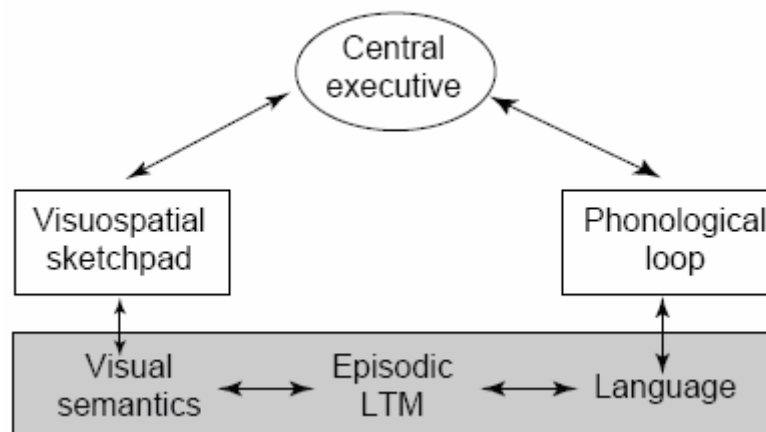 Central
executive
Visuospatial
sketchpad
Phonological
loop
Visual
semantics
Episodic
LTM
Language